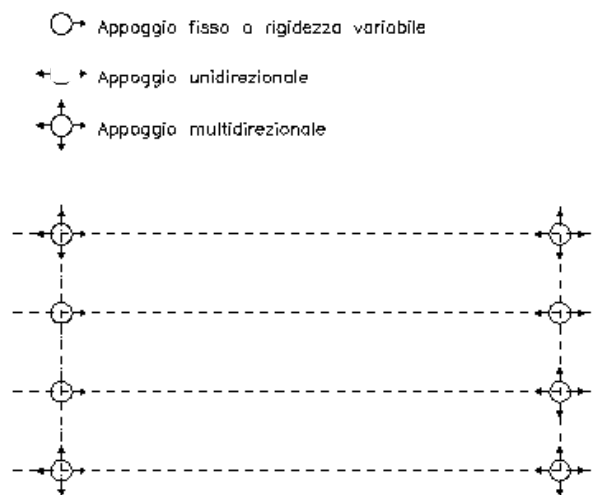 Appoggio fisso a rigidezza variabile
Appoggio unidirezionale
Appoggio multidirezionale